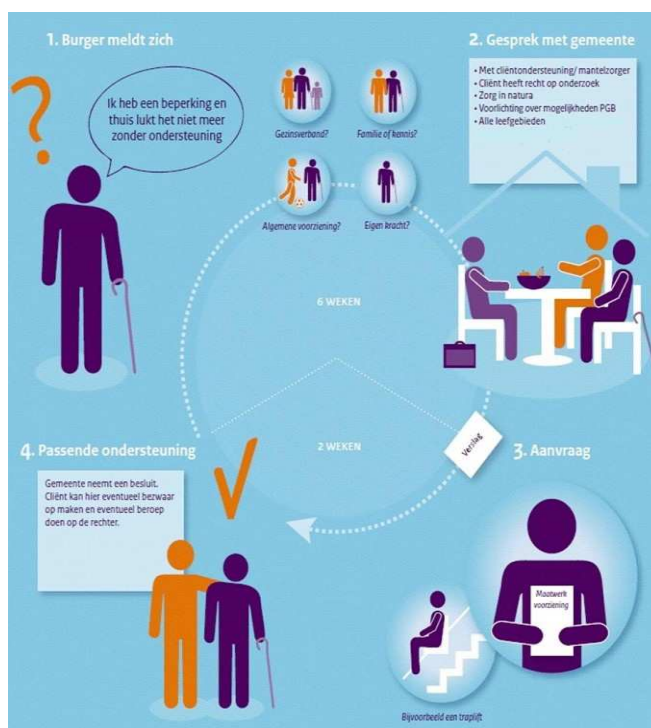 1. Burger meldt zich
Ik heb een beperking en
thuis lukt het niet meer
zonder ondersteuning
Gezinsverband?
Familie of kennis?
Algemene voorziening?
Eigen kracht?
2. Gesprek met gemeente
• Met cliëntondersteuning/ mantelzorger
• Cliënt heeft recht op onderzoek
• Zorg in natura
• Voorlichting over mogelijkheden PGB
• Alle leefgebieden
6 WEKEN
2 WEKEN
Verslag
3. Aanvraag
Maatwerk
voorziening
Bijvoorbeeld een traplift
4. Passende ondersteuning
Gemeente neemt een besluit.
Cliënt kan hier eventueel bezwaar
op maken en eventueel beroep
doen op de rechter.